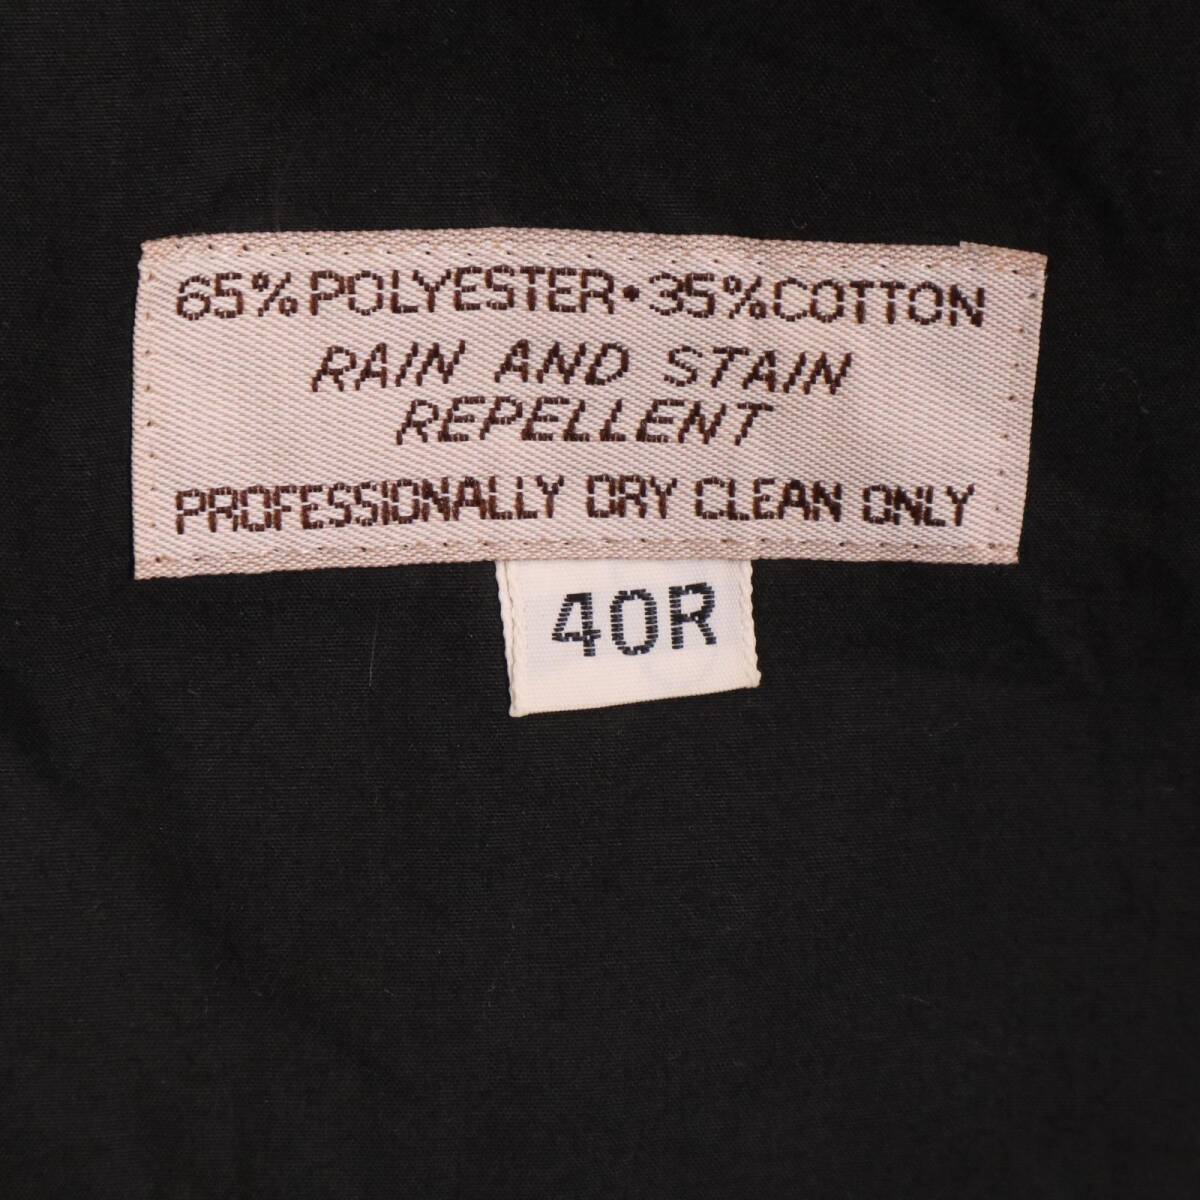 65% POLYESTER • 35% COTTON
RAIN AND STAIN
REPELLENT
PROFESSIONALLY DRY CLEAN ONLY
40R